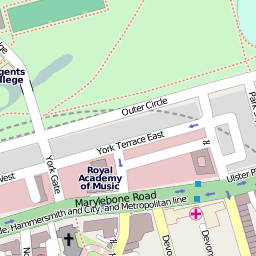 egents
ollege
Outer Circle
York Terrace East
West
York Gate
Royal
Academy
of Music
Marylebone Road
Ulster P
le, Hammersmith and City, and Metropolitan line
Park S
Devo
Devon